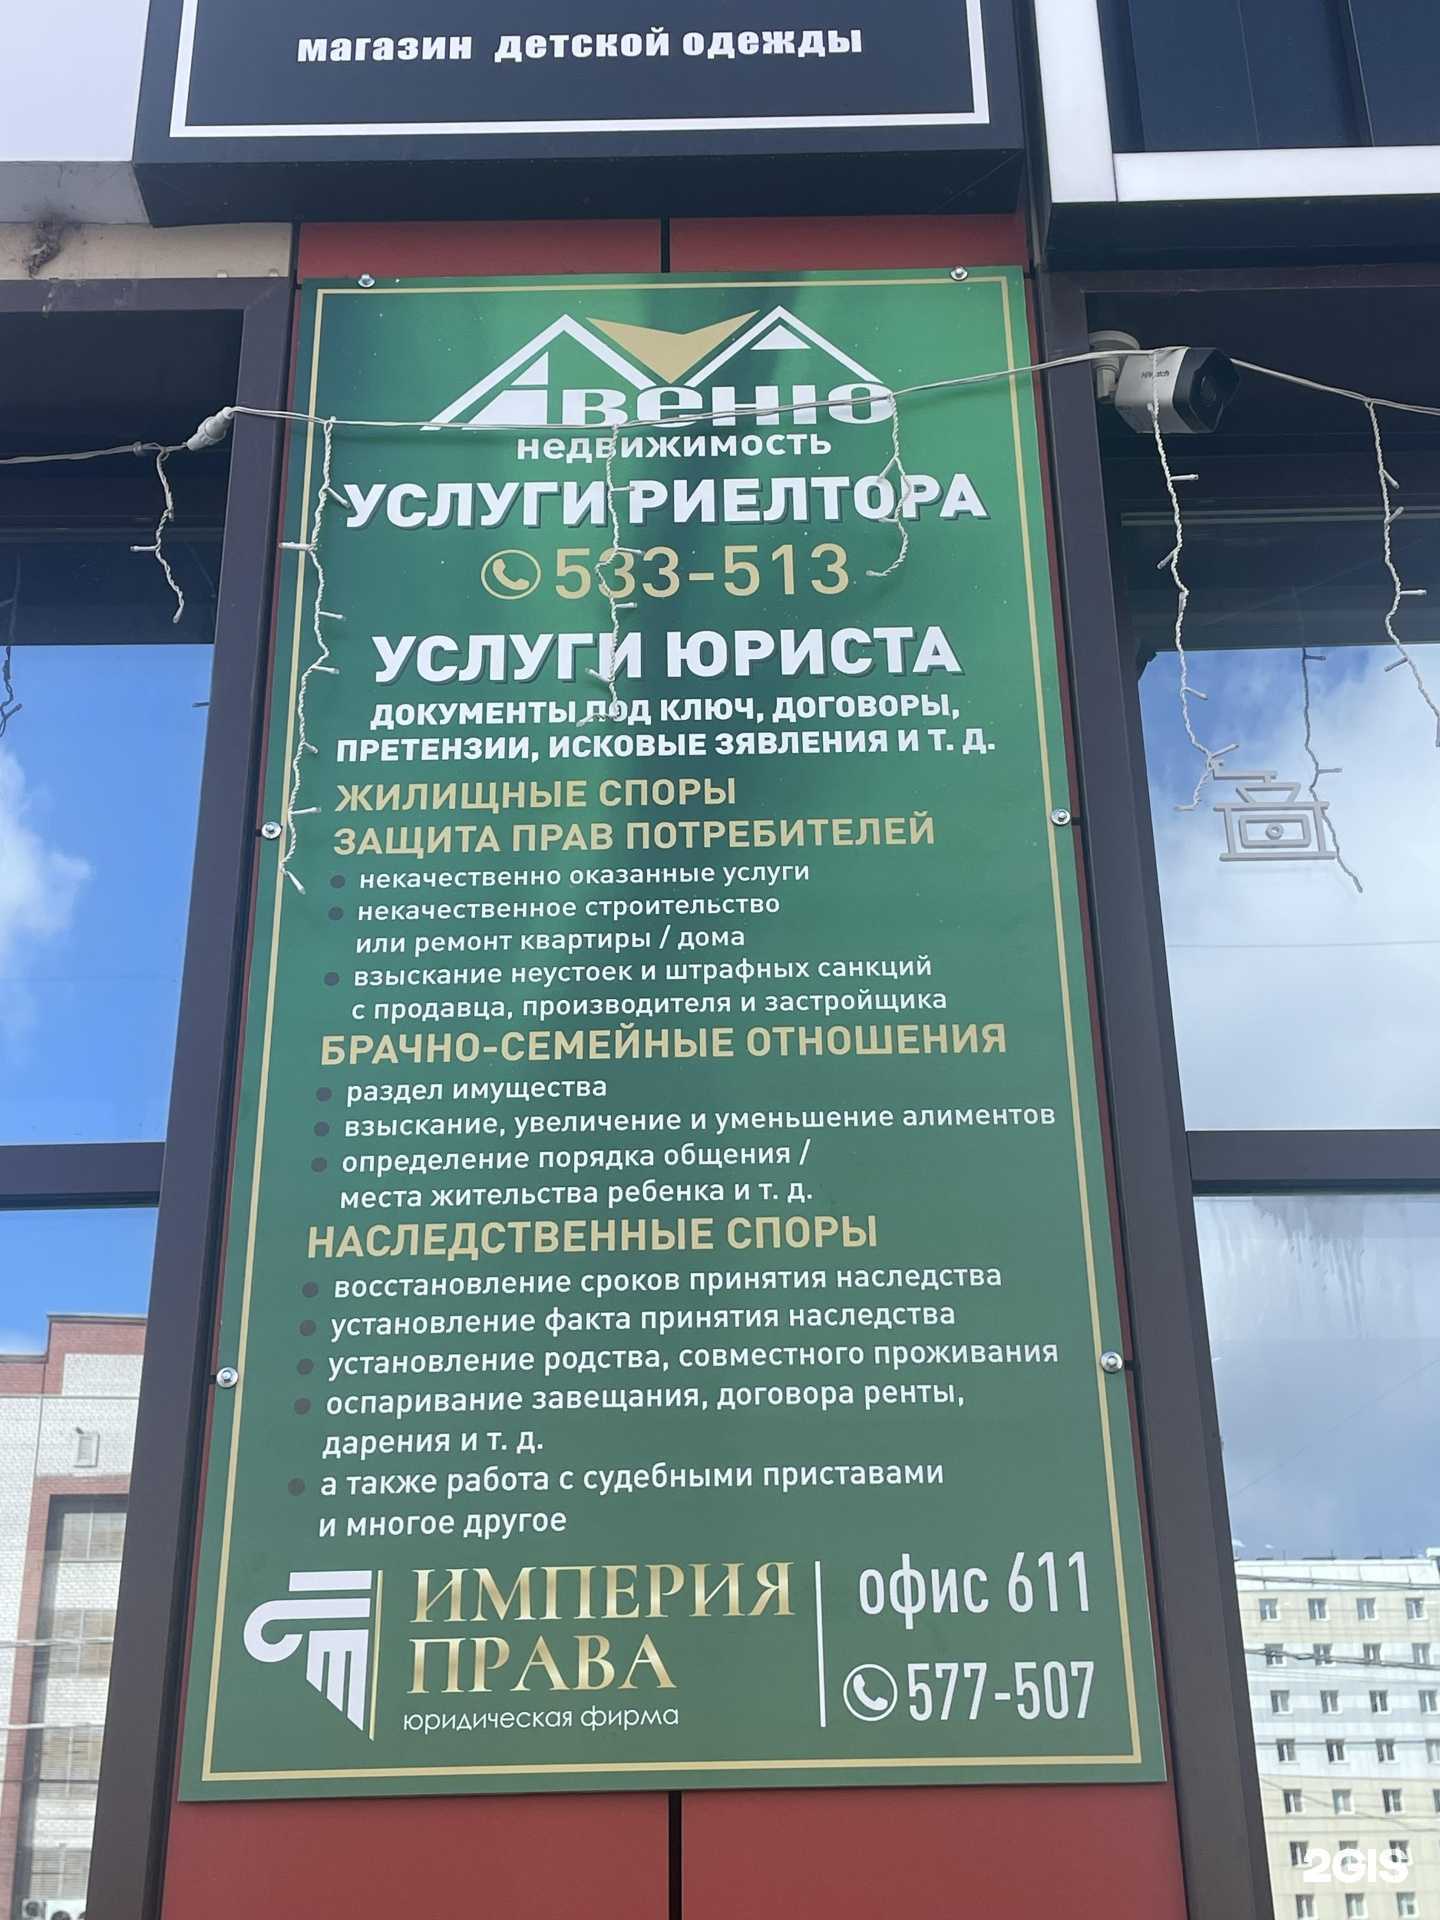 магазин детской одежды
Авеню
недвижимость
УСЛУГИ РИЕЛТОРА
533-513
УСЛУГИ ЮРИСТА
ДОКУМЕНТЫ ПОД КЛЮЧ, ДОГОВОРЫ,
ПРЕТЕНЗИИ, ИСКОВЫЕ ЗЯВЛЕНИЯ И Т. Д.
ЖИЛИЩНЫЕ СПОРЫ
ЗАЩИТА ПРАВ ПОТРЕБИТЕЛЕЙ
• некачественно оказанные услуги
• некачественное строительство
или ремонт квартиры / дома
• взыскание неустоек и штрафных санкций
с продавца, производителя и застройщика
БРАЧНО-СЕМЕЙНЫЕ ОТНОШЕНИЯ
• раздел имущества
• взыскание, увеличение и уменьшение алиментов
• определение порядка общения /
места жительства ребенка и т. д.
НАСЛЕДСТВЕННЫЕ СПОРЫ
• восстановление сроков принятия наследства
• установление факта принятия наследства
• установление родства, совместного проживания
• оспаривание завещания, договора ренты,
дарения и т. д.
• а также работа с судебными приставами
и многое другое
ИМПЕРИЯ
ПРАВА
юридическая фирма
офис 611
577-507
2GIS